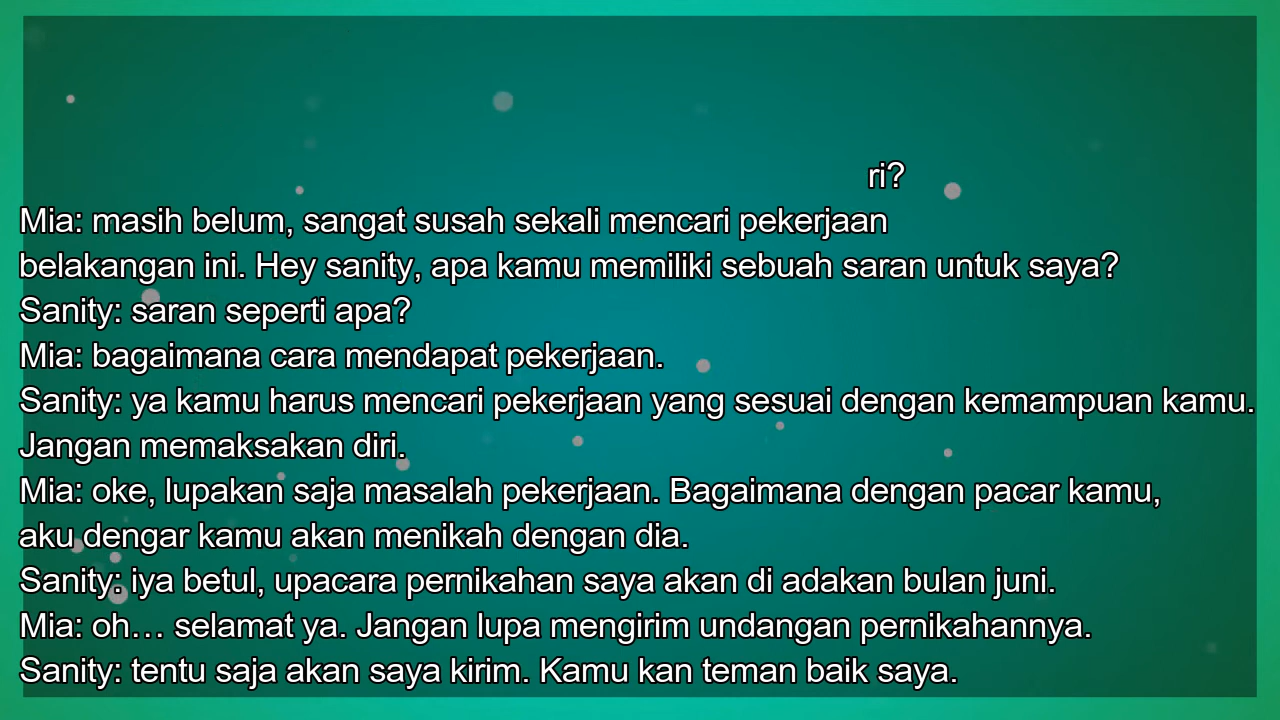 ri?
Mia: masih belum, sangat susah sekali mencari pekerjaan
belakangan ini. Hey sanity, apa kamu memiliki sebuah saran untuk saya?
Sanity: saran seperti apa?
Mia: bagaimana cara mendapat pekerjaan.
Sanity: ya kamu harus mencari pekerjaan yang sesuai dengan kemampuan kamu.
Jangan memaksakan diri.
Mia: oke, lupakan saja masalah pekerjaan. Bagaimana dengan pacar kamu,
aku dengar kamu akan menikah dengan dia.
Sanity: iya betul, upacara pernikahan saya akan di adakan bulan juni.
Mia: oh… selamat ya. Jangan lupa mengirim undangan pernikahannya.
Sanity: tentu saja akan saya kirim. Kamu kan teman baik saya.